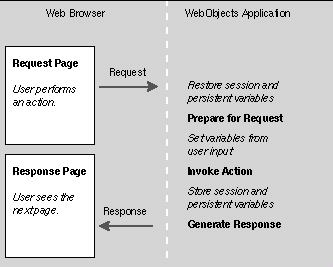 Web Browser
WebObjects Application
Request Page
User performs
an action.
Request
Restore session and
persistent variables
Prepare for Request
Set variables from
user input
Response Page
User sees the
next page.
Invoke Action
Store session and
persistent variables
Response
Generate Response